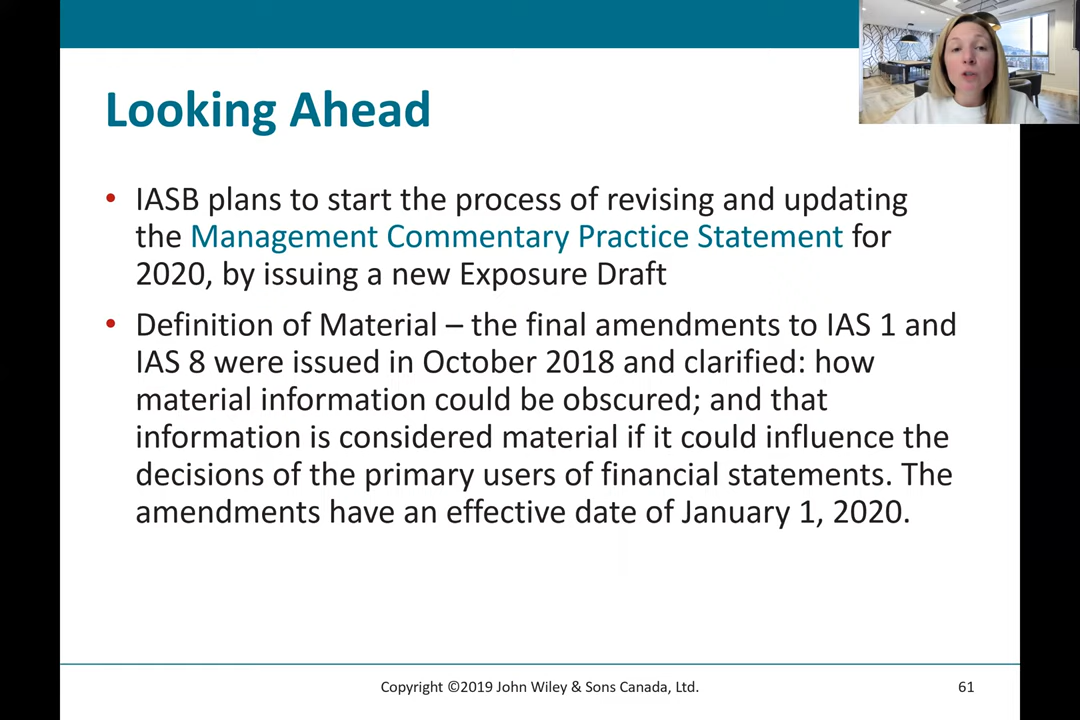 Looking Ahead
• IASB plans to start the process of revising and updating
the Management Commentary Practice Statement for
2020, by issuing a new Exposure Draft
• Definition of Material – the final amendments to IAS 1 and
IAS 8 were issued in October 2018 and clarified: how
material information could be obscured; and that
information is considered material if it could influence the
decisions of the primary users of financial statements. The
amendments have an effective date of January 1, 2020.
Copyright ©2019 John Wiley & Sons Canada, Ltd.
61